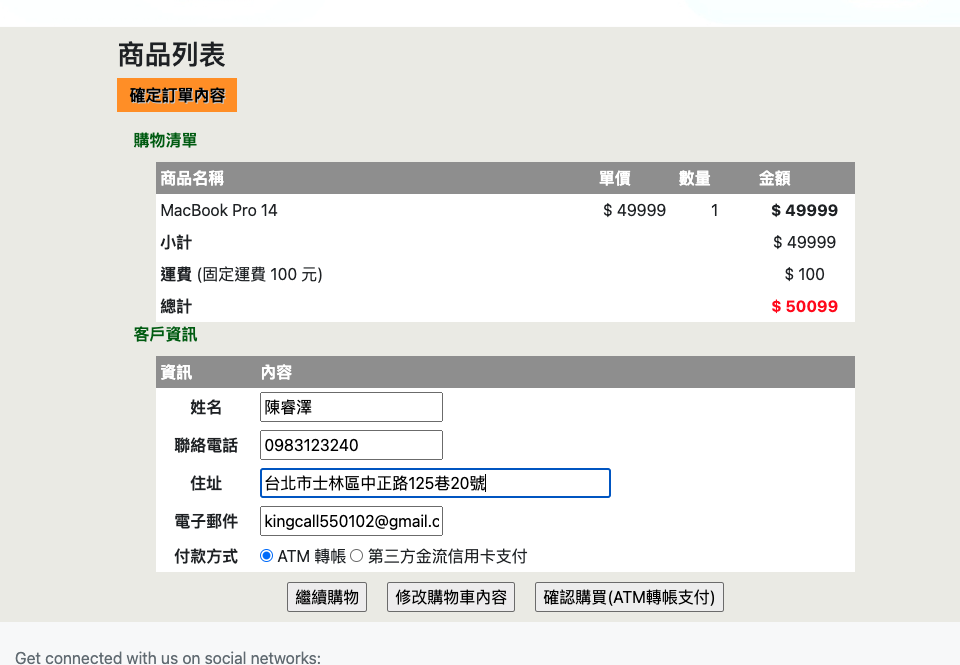 商品列表
確定訂單內容
購物清單
商品名稱 單價 數量 金額
MacBook Pro 14 $ 49999 1 $ 49999
小計 $ 49999
運費 (固定運費 100 元) $ 100
總計 $ 50099
客戶資訊
資訊 內容
姓名 陳睿澤
聯絡電話 0983123240
住址 台北市士林區中正路125巷20號
電子郵件 kingcall550102@gmail.c
付款方式 ATM 轉帳 第三方金流信用卡支付
繼續購物 修改購物車內容 確認購買(ATM轉帳支付)
Get connected with us on social networks: